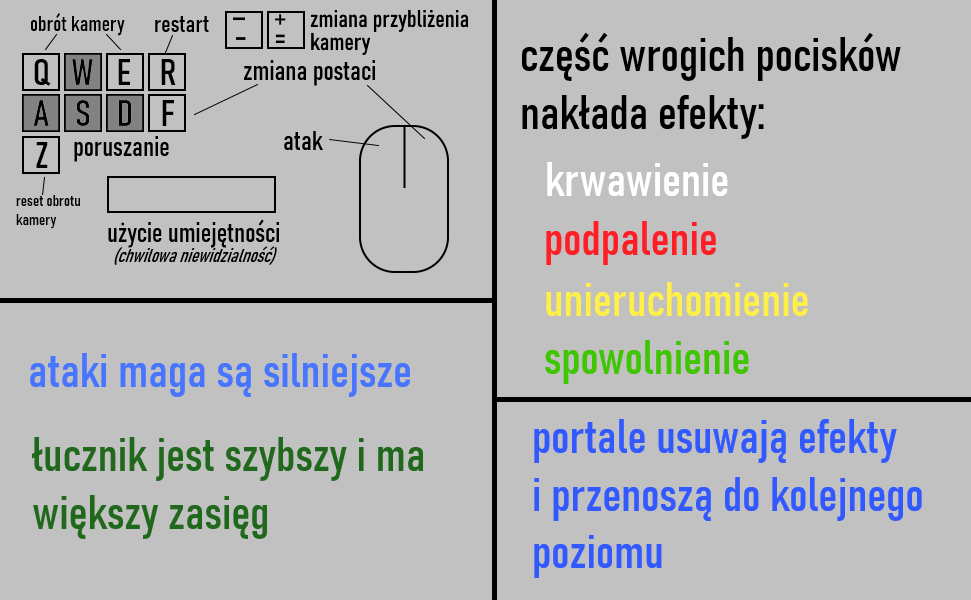 obrót kamery
restart
– +
- =
zmiana przybliżenia
kamery
Q W E R
zmiana postaci
A S D F
atak
Z
poruszanie
reset obrotu
kamery
użycie umiejętności
(chwilowa niewidzialność)
część wrogich pocisków
nakłada efekty:
krwawienie
podpalenie
unieruchomienie
spowolnienie
ataki maga są silniejsze
łucznik jest szybszy i ma
większy zasięg
portale usuwają efekty
i przenoszą do kolejnego
poziomu